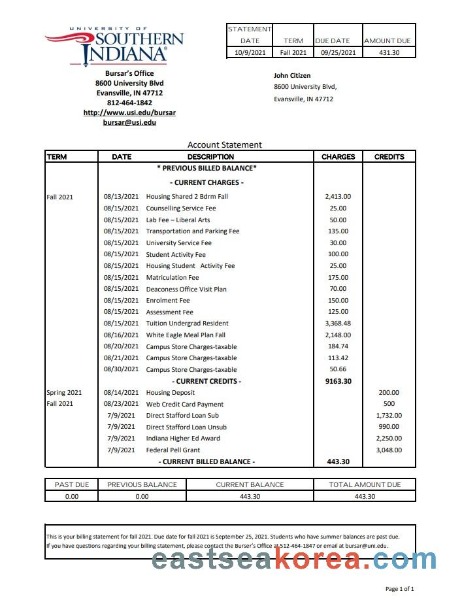 UNIVERSITY OF
SOUTHERN
INDIANA
Bursar's Office
8600 University Blvd
Evansville, IN 47712
812-464-1842
http://www.usi.edu/bursar
bursar@usi.edu
STATEMENT DATE TERM DUE DATE AMOUNT DUE
10/9/2021 Fall 2021 09/25/2021 431.30
John Citizen
8600 University Blvd,
Evansville, IN 47712
Account Statement
TERM DATE DESCRIPTION CHARGES CREDITS
* PREVIOUS BILLED BALANCE*
- CURRENT CHARGES -
Fall 2021 08/13/2021 Housing Shared 2 Bdrm Fall 2,413.00
08/15/2021 Counselling Service Fee 25.00
08/15/2021 Lab Fee – Liberal Arts 50.00
08/15/2021 Transportation and Parking Fee 135.00
08/15/2021 University Service Fee 30.00
08/15/2021 Student Activity Fee 100.00
08/15/2021 Housing Student Activity Fee 25.00
08/15/2021 Matriculation Fee 175.00
08/15/2021 Deaconess Office Visit Plan 70.00
08/15/2021 Enrolment Fee 150.00
08/15/2021 Assessment Fee 125.00
08/15/2021 Tuition Undergrad Resident 3,368.48
08/16/2021 White Eagle Meal Plan Fall 2,148.00
08/20/2021 Campus Store Charges-taxable 184.74
08/21/2021 Campus Store Charges-taxable 113.42
08/30/2021 Campus Store Charges-taxable 50.66
- CURRENT CREDITS - 9163.30
Spring 2021 08/14/2021 Housing Deposit 200.00
Fall 2021 08/23/2021 Web Credit Card Payment 500
7/9/2021 Direct Stafford Loan Sub 1,732.00
7/9/2021 Direct Stafford Loan Unsub 990.00
7/9/2021 Indiana Higher Ed Award 2,250.00
7/9/2021 Federal Pell Grant 3,048.00
- CURRENT BILLED BALANCE - 443.30
PAST DUE PREVIOUS BALANCE CURRENT BALANCE TOTAL AMOUNT DUE
0.00 0.00 443.30 443.30
This is your billing statement for fall 2021. Due date for fall 2021 is September 25, 2021. Students who have summer balances are past due.
If you have questions regarding your billing statement, please contact the Burser's Office at 512-464-1847 or email at bursar@uni.edu.
eastseakorea.com
Page 1 of 1